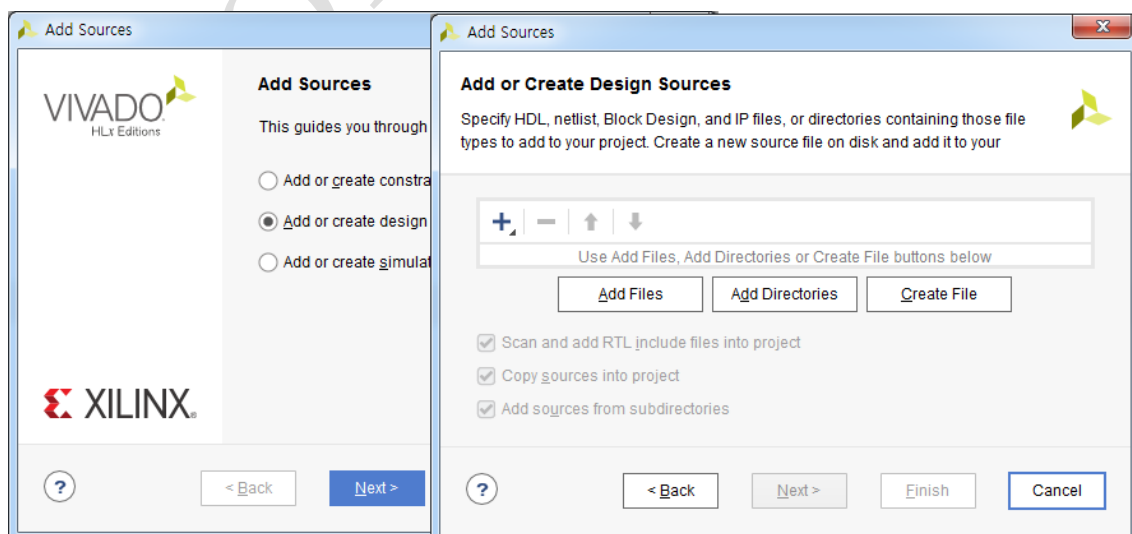 Add Sources
VIVADO
HLx Editions
Add Sources
This guides you through
Add or create constra
Add or create design
Add or create simulat
XILINX
?
< Back
Next >
Add Sources
Add or Create Design Sources
Specify HDL, netlist, Block Design, and IP files, or directories containing those file
types to add to your project. Create a new source file on disk and add it to your
Use Add Files, Add Directories or Create File buttons below
Add Files
Add Directories
Create File
Scan and add RTL include files into project
Copy sources into project
Add sources from subdirectories
?
< Back
Next >
Finish
Cancel